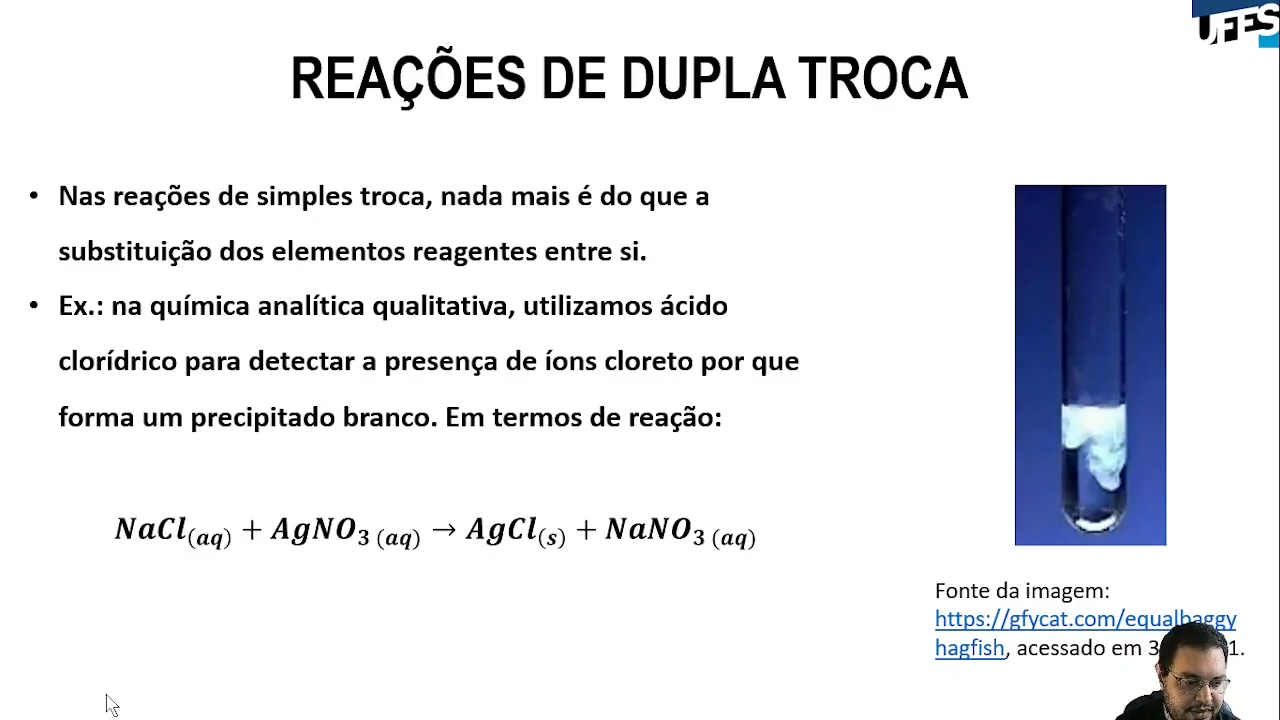 UFES
REAÇÕES DE DUPLA TROCA
• Nas reações de simples troca, nada mais é do que a
substituição dos elementos reagentes entre si.
• Ex.: na química analítica qualitativa, utilizamos ácido
clorídrico para detectar a presença de íons cloreto por que
forma um precipitado branco. Em termos de reação:
NaCl(aq) + AgNO3 (aq) → AgCl(s) + NaNO3 (aq)
Fonte da imagem:
https://gfycat.com/equalbaggy
hagfish, acessado em